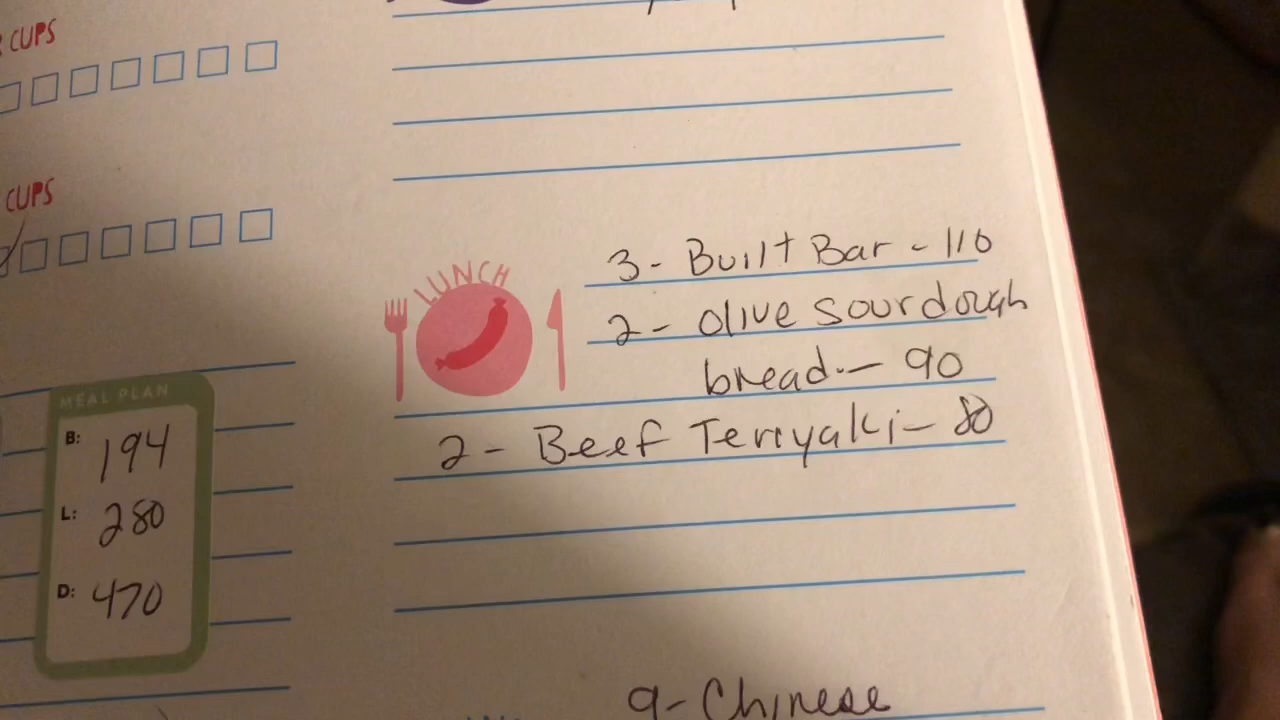 CUPS
CUPS
LUNCH
3- Built Bar - 110
2- olive sourdough
bread - 90
2- Beef Teriyaki - 80
MEAL PLAN
B: 194
L: 280
D: 470
9- Chinese